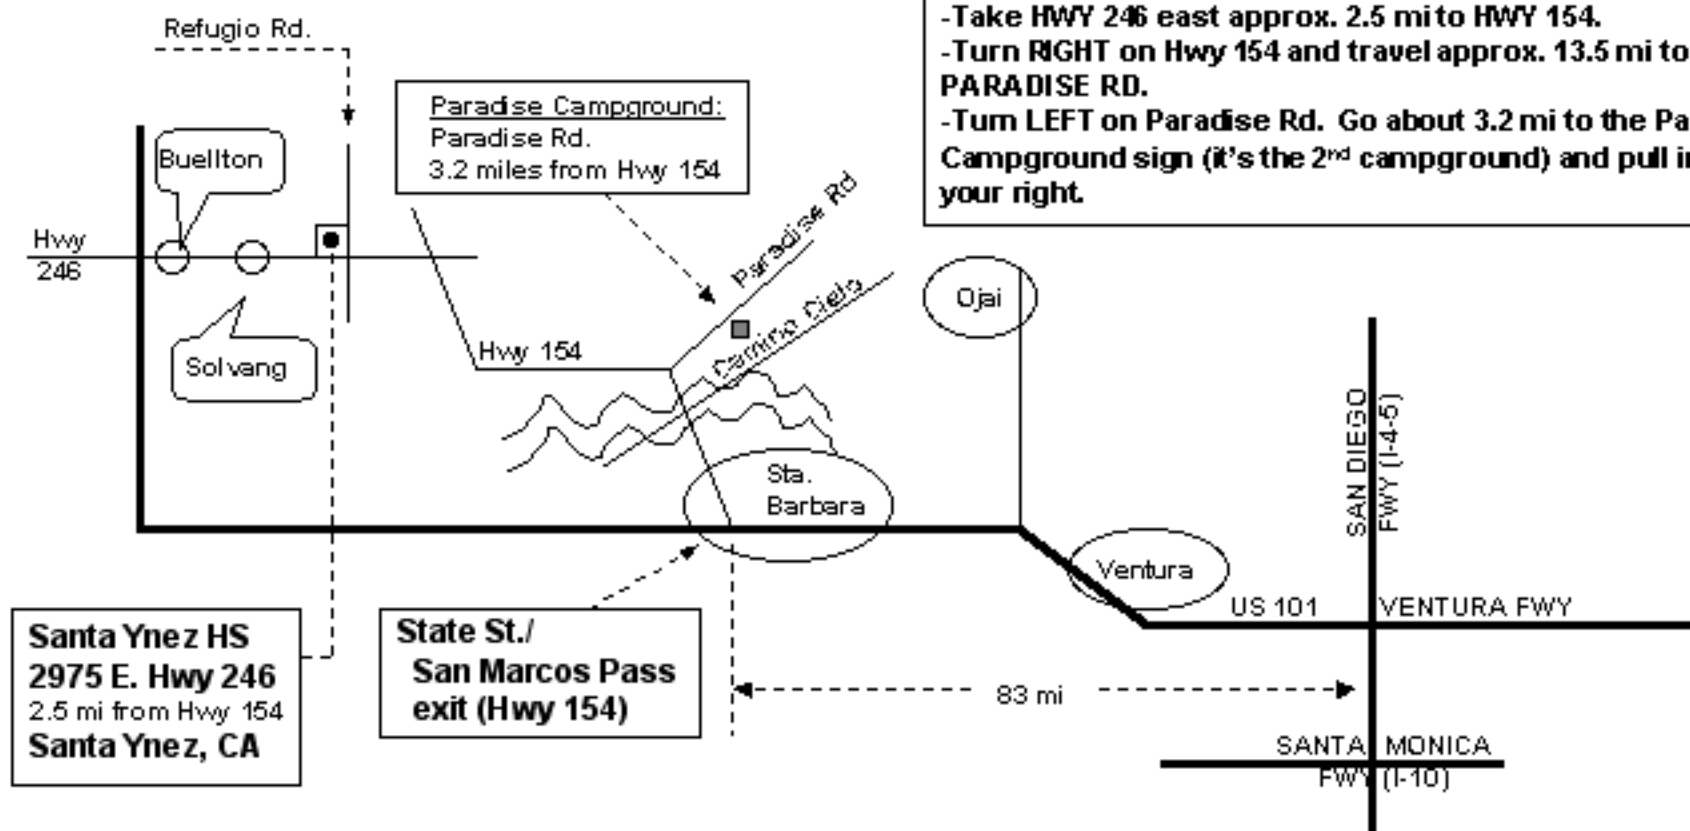 Refugio Rd.
-Take HWY 246 east approx. 2.5 mi to HWY 154.
-Turn RIGHT on Hwy 154 and travel approx. 13.5 mi to
PARADISE RD.
-Turn LEFT on Paradise Rd. Go about 3.2 mi to the Pa
Campground sign (it's the 2nd campground) and pull in
your right.
Paradise Campground:
Paradise Rd.
3.2 miles from Hwy 154
Buellton
Hwy
246
Solvang
Hwy 154
Paradise Rd
Camino Cielo
Ojai
Sta.
Barbara
Ventura
SAN DIEGO
FWY (I-4-5)
US 101
VENTURA FWY
Santa Ynez HS
2975 E. Hwy 246
2.5 mi from Hwy 154
Santa Ynez, CA
State St./
San Marcos Pass
exit (Hwy 154)
83 mi
SANTA MONICA
FWY (I-10)